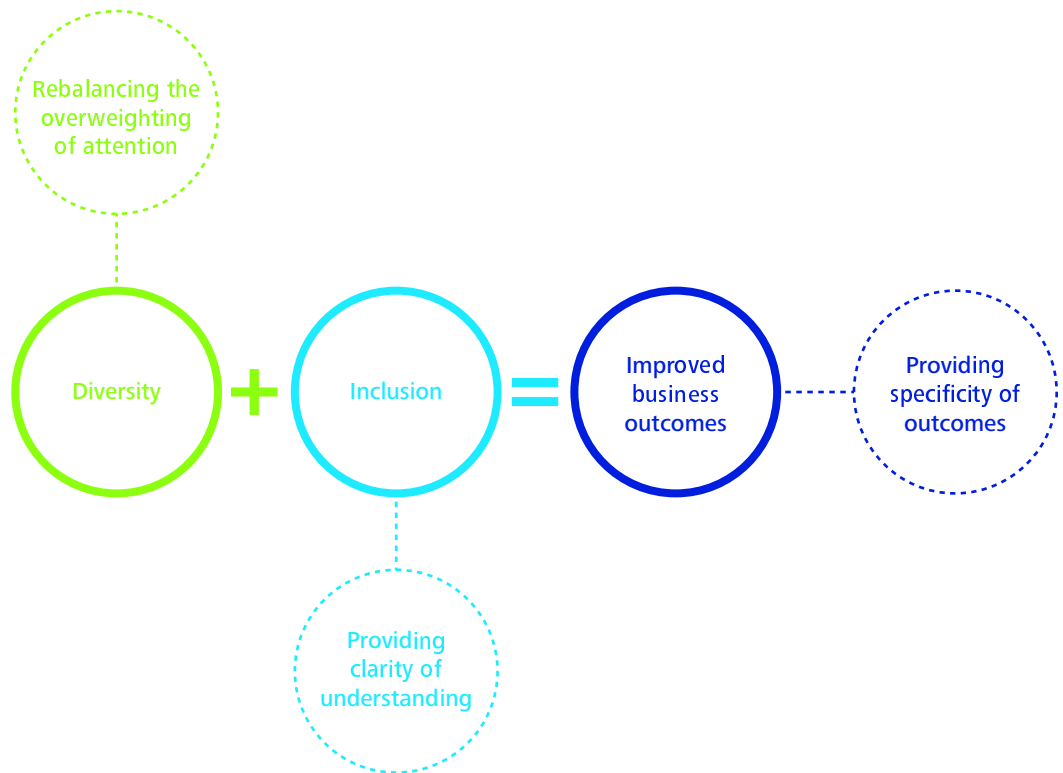 Rebalancing the
overweighting
of attention
Diversity
+
Inclusion
=
Improved
business
outcomes
Providing
specificity of
outcomes
Providing
clarity of
understanding